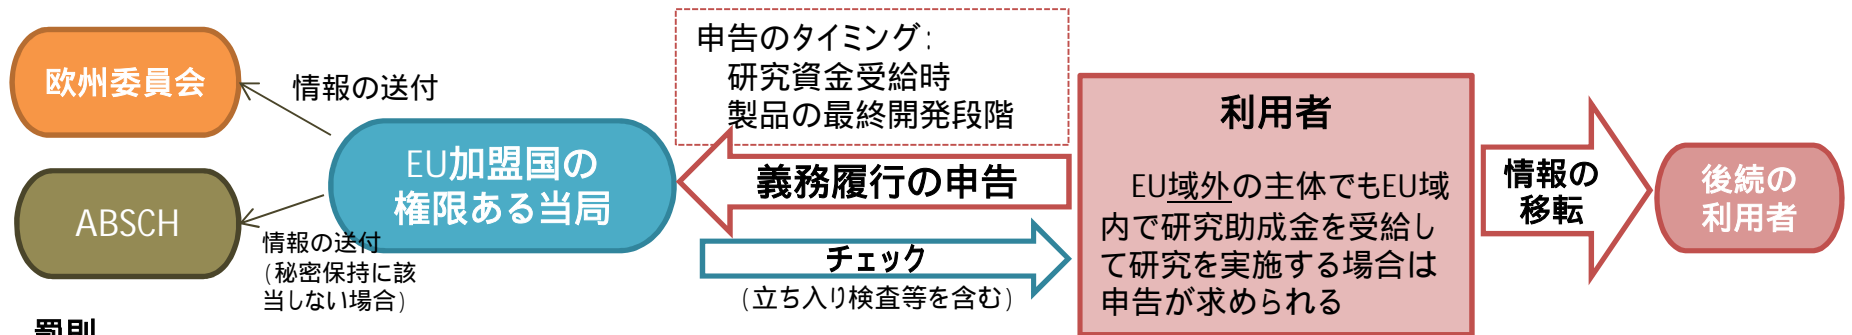 欧州委員会
ABSCH
情報の送付
情報の送付
(秘密保持に該
当しない場合)
EU加盟国の
権限ある当局
申告のタイミング:
研究資金受給時
製品の最終開発段階
義務履行の申告
チェック
(立ち入り検査等を含む)
利用者
EU域外の主体でもEU域
内で研究助成金を受給し
て研究を実施する場合は
申告が求められる
情報の
移転
後続の
利用者
罰則